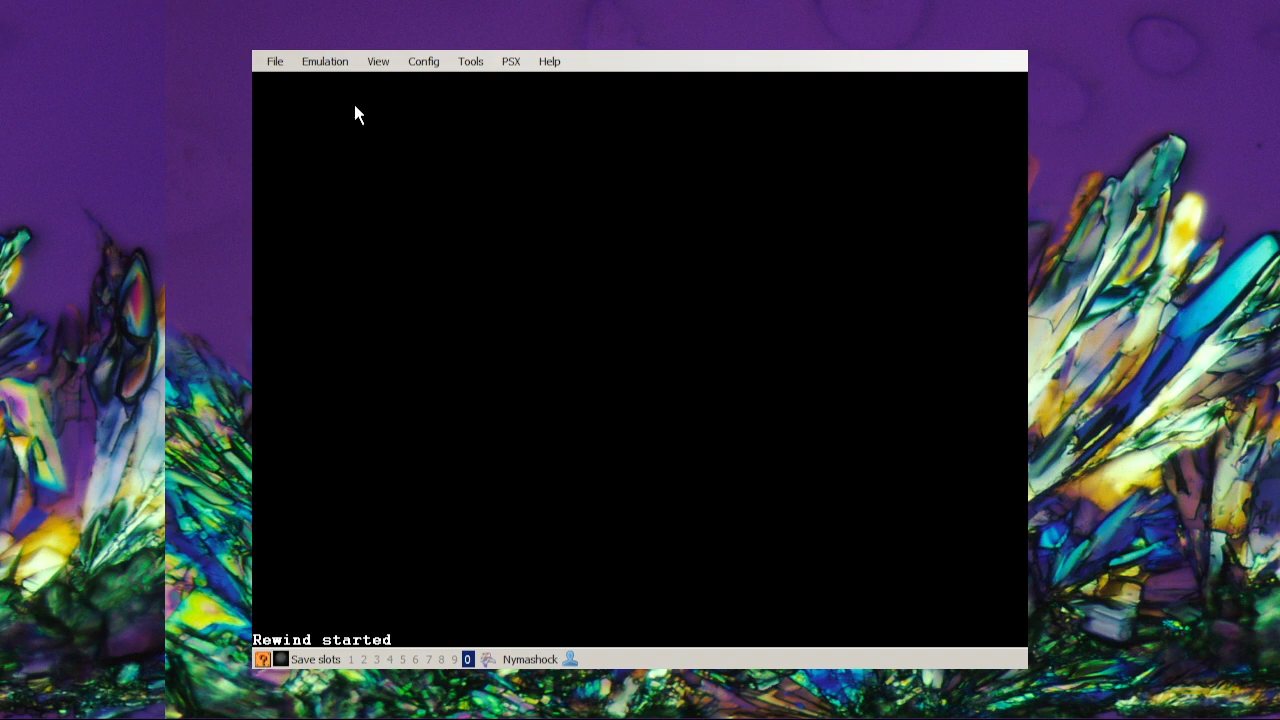 File Emulation View Config Tools PSX Help
Rewind started
Save slots 1 2 3 4 5 6 7 8 9 0 Nymashock